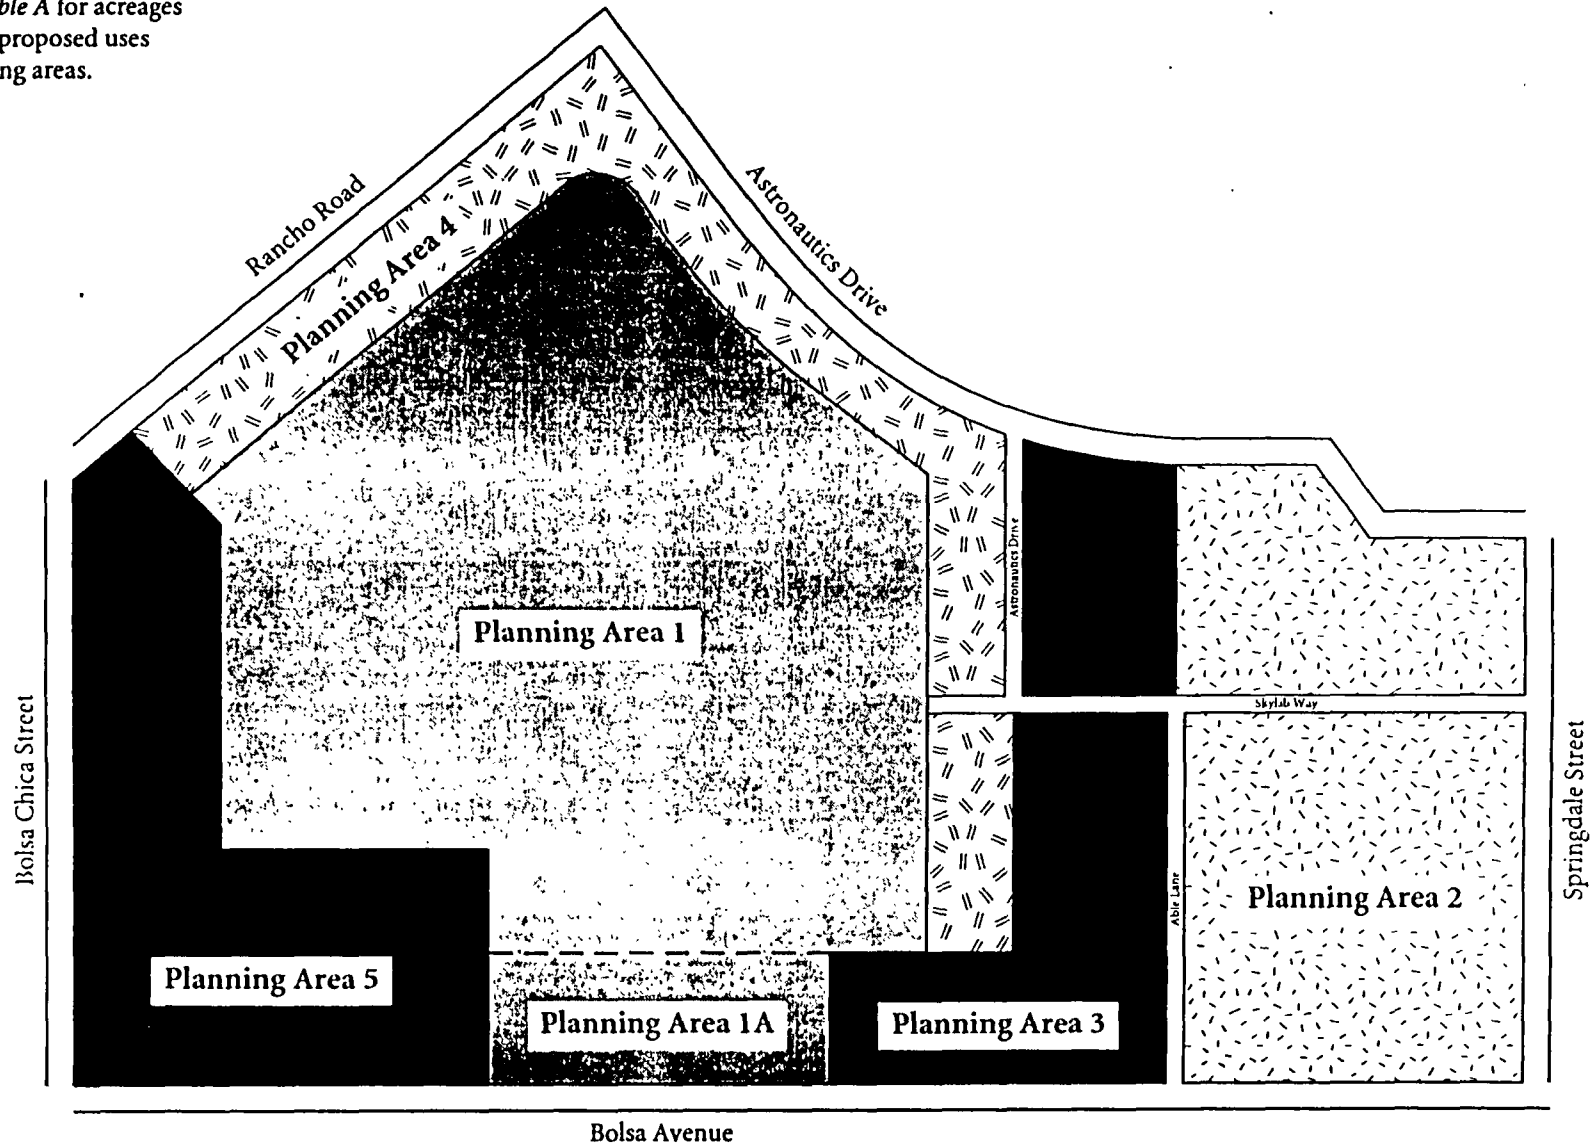 ble A for acreages
proposed uses
ng areas.
Rancho Road
Astronautics Drive
Planning Area 4
Planning Area 1
Astronautics Drive
Skylab Way
Bolsa Chica Street
Springdale Street
Able Lane
Planning Area 2
Planning Area 5
Planning Area 1A
Planning Area 3
Bolsa Avenue